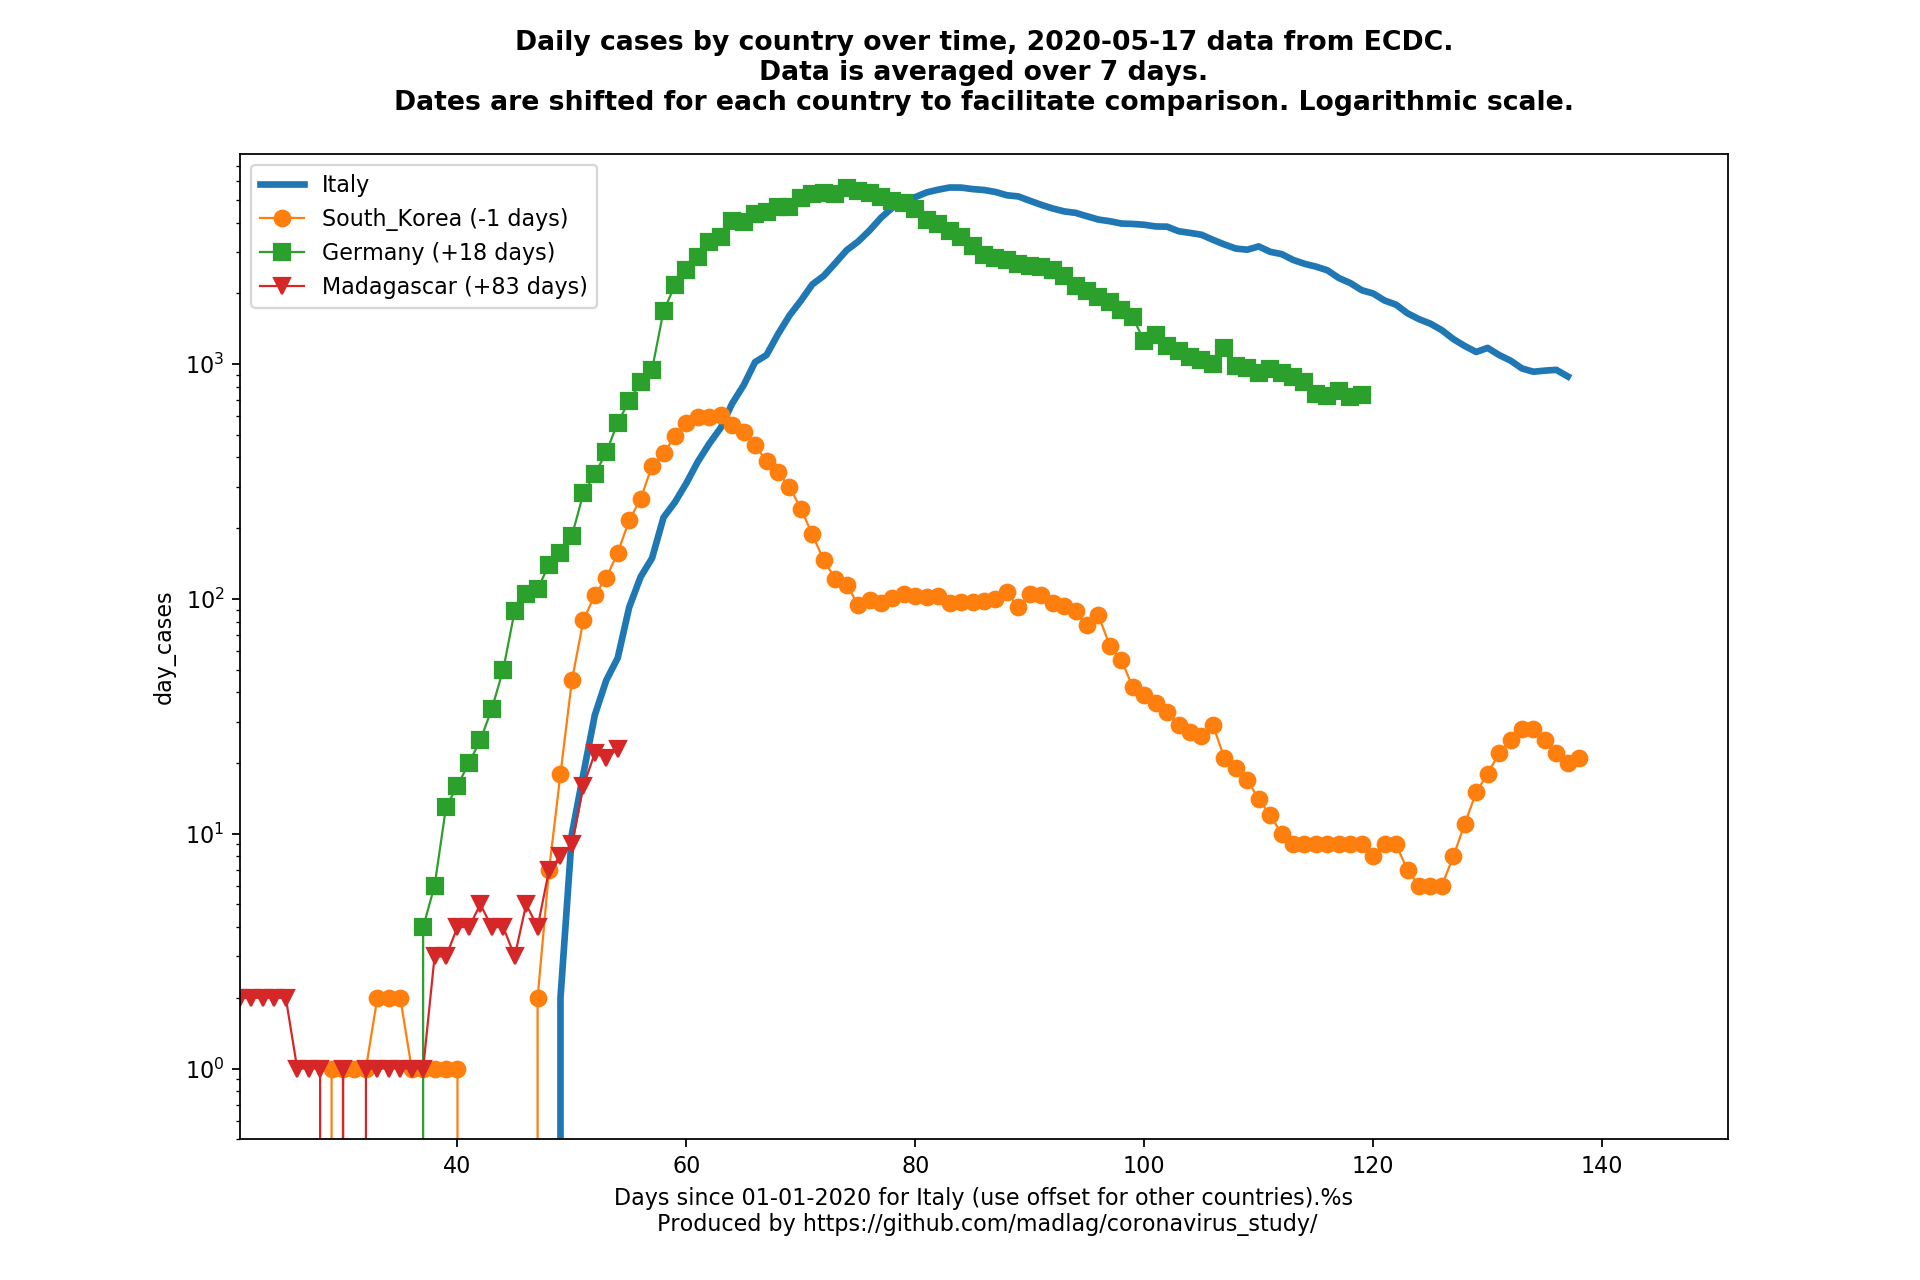 Daily cases by country over time, 2020-05-17 data from ECDC.
Data is averaged over 7 days.
Dates are shifted for each country to facilitate comparison. Logarithmic scale.
Italy
South_Korea (-1 days)
Germany (+18 days)
Madagascar (+83 days)
day_cases
10³
10²
10¹
10⁰
40 60 80 100 120 140
Days since 01-01-2020 for Italy (use offset for other countries).%s
Produced by https://github.com/madlag/coronavirus_study/